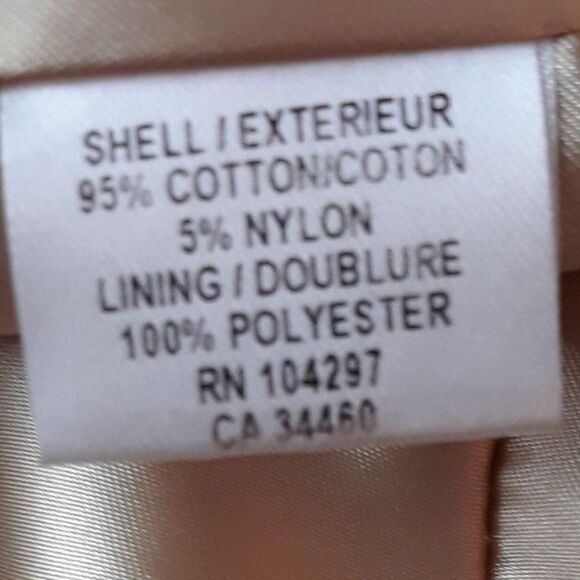 SHELL / EXTERIEUR
95% COTTON/COTON
5% NYLON
LINING / DOUBLURE
100% POLYESTER
RN 104297
CA 34460